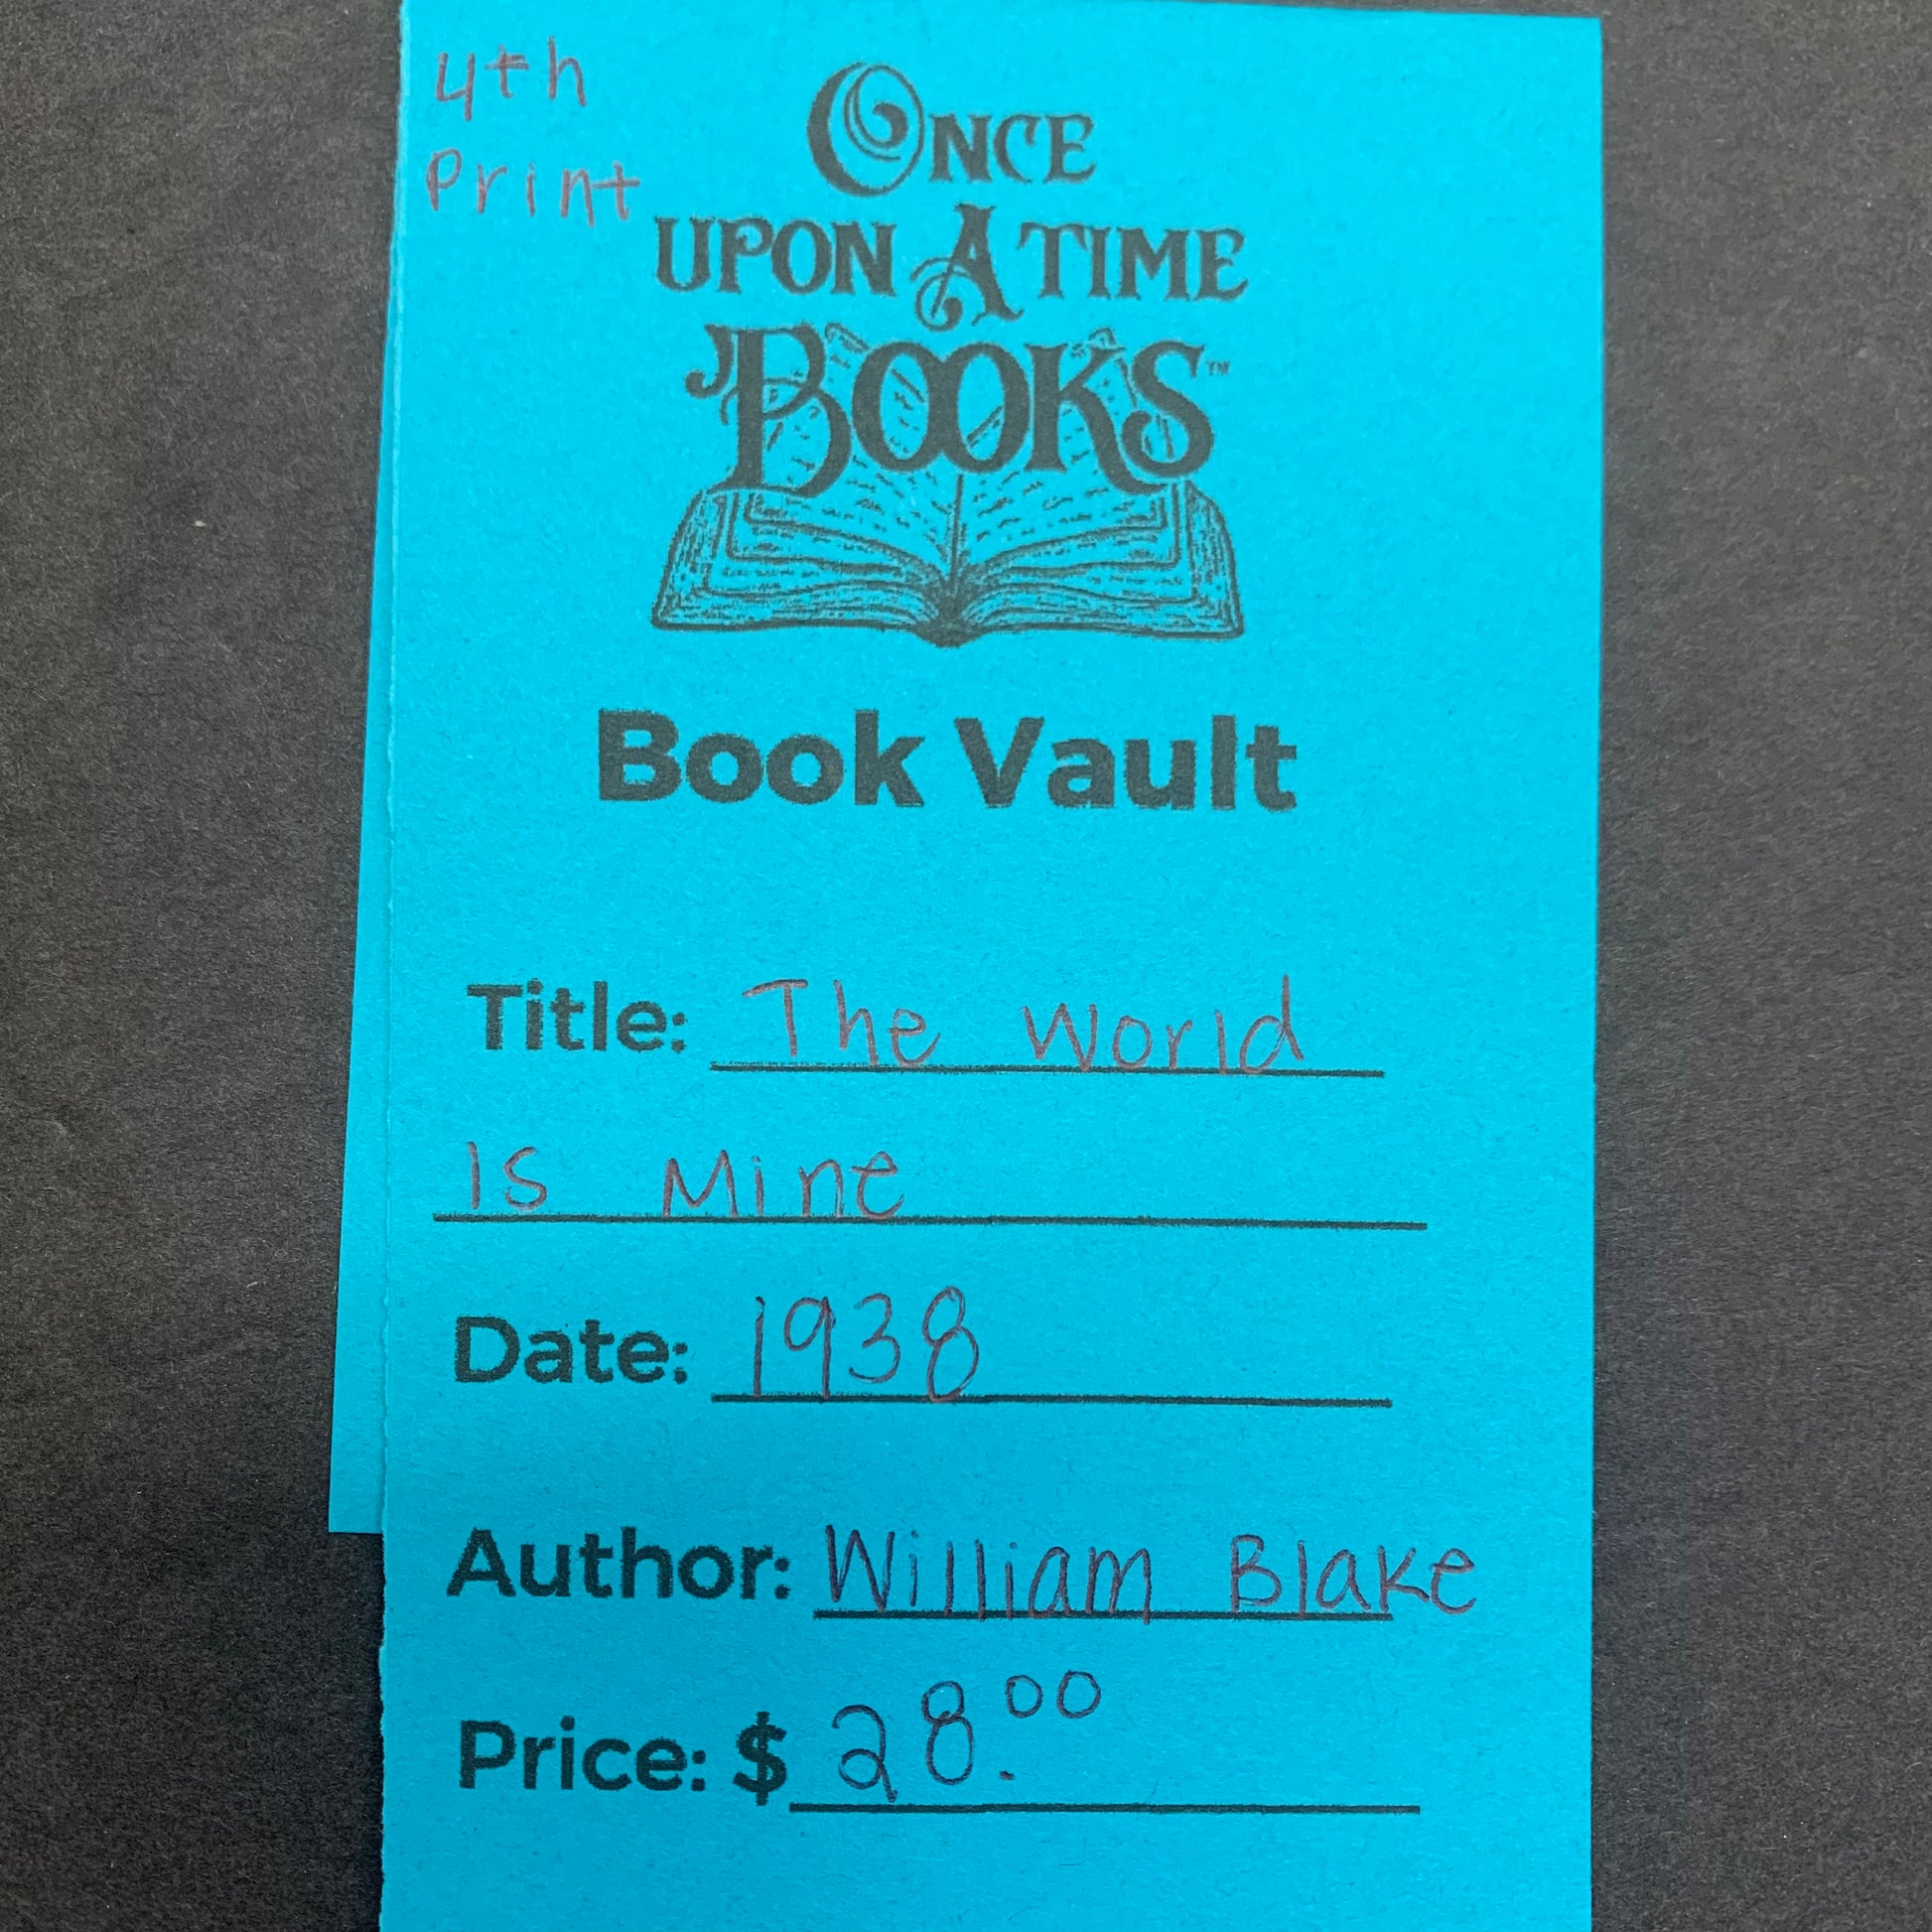 4th
Print
ONCE
UPON A TIME
BOOKS™
Book Vault
Title: The World
Is Mine
Date: 1938
Author: William Blake
Price: $ 28.00